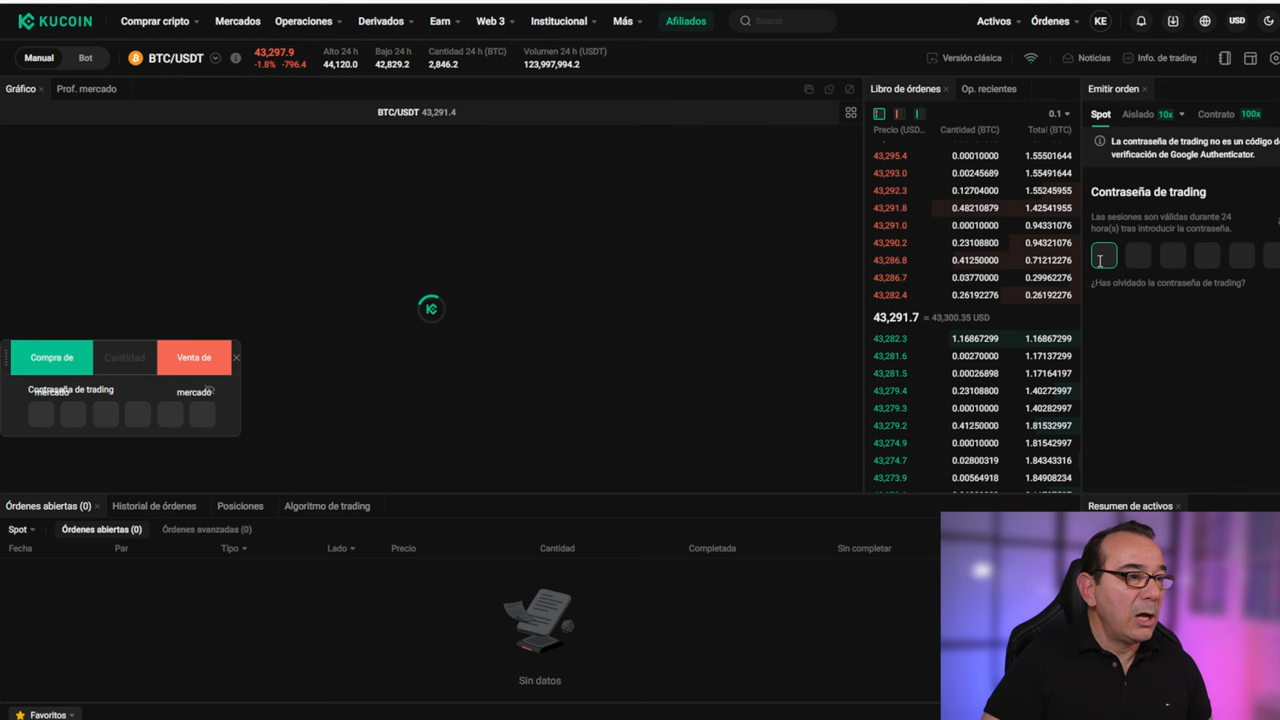 KUCOIN
Comprar cripto
Mercados
Operaciones
Derivados
Earn
Web 3
Institucional
Más
Afiliados
Buscar
Activos
Órdenes
KE
USD
Manual
Bot
BTC/USDT
43,297.9
-1.8% -796.4
Alto 24 h
44,120.0
Bajo 24 h
42,829.2
Cantidad 24 h (BTC)
2,846.2
Volumen 24 h (USDT)
123,997,994.2
Versión clásica
Noticias
Info. de trading
Gráfico
Prof. mercado
BTC/USDT 43,291.4
Compra de
mercado
Cantidad
Venta de
mercado
Contraseña de trading
Libro de órdenes
Op. recientes
0.1
Precio (USD...
Cantidad (BTC)
Total (BTC)
43,295.4 0.00010000 1.55501644
43,293.0 0.00245689 1.55491644
43,292.3 0.12704000 1.55245955
43,291.8 0.48210879 1.42541955
43,291.0 0.00010000 0.94331076
43,290.2 0.23108800 0.94321076
43,286.8 0.41250000 0.71212276
43,286.7 0.03770000 0.29962276
43,282.4 0.26192276 0.26192276
43,291.7 = 43,300.35 USD
43,282.3 1.16867299 1.16867299
43,281.6 0.00270000 1.17137299
43,281.5 0.00026898 1.17164197
43,279.4 0.23108800 1.40272997
43,279.3 0.00010000 1.40282997
43,279.2 0.41250000 1.81532997
43,274.9 0.00010000 1.81542997
43,274.7 0.02800319 1.84343316
43,273.9 0.00564918 1.84908234
Emitir orden
Spot
Aislado 10x
Contrato 100x
La contraseña de trading no es un código de
verificación de Google Authenticator.
Contraseña de trading
Las sesiones son válidas durante 24
hora(s) tras introducir la contraseña.
¿Has olvidado la contraseña de trading?
Órdenes abiertas (0)
Historial de órdenes
Posiciones
Algoritmo de trading
Spot
Órdenes abiertas (0)
Órdenes avanzadas (0)
Fecha
Par
Tipo
Lado
Precio
Cantidad
Completada
Sin completar
Sin datos
Resumen de activos
Favoritos